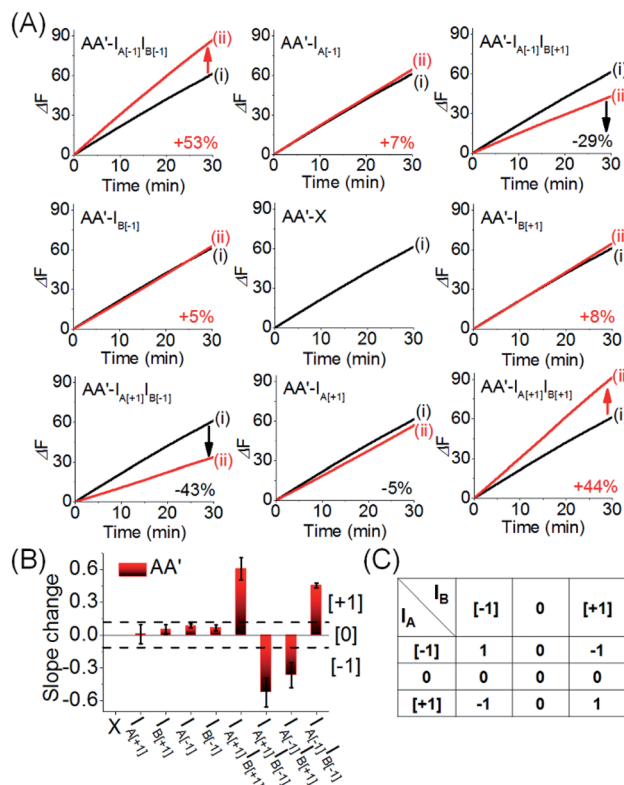 (A)
AA'-I_A[-1]I_B[-1]
(ii)
(i)
+53%
90
60
30
0
ΔF
0 10 20 30
Time (min)
AA'-I_A[-1]
(ii)
(i)
+7%
90
60
30
0
ΔF
0 10 20 30
Time (min)
AA'-I_A[-1]I_B[+1]
(i)
(ii
-29%
90
60
30
0
ΔF
0 10 20 30
Time (min)
AA'-I_B[-1]
(ii)
(i)
+5%
90
60
30
0
ΔF
0 10 20 30
Time (min)
AA'-X
(i)
90
60
30
0
ΔF
0 10 20 30
Time (min)
AA'-I_B[+1]
(ii
(i)
+8%
90
60
30
0
ΔF
0 10 20 30
Time (min)
AA'-I_A[+1]I_B[-1]
(i)
(ii)
-43%
90
60
30
0
ΔF
0 10 20 30
Time (min)
AA'-I_A[+1]
(i)
(ii)
-5%
90
60
30
0
ΔF
0 10 20 30
Time (min)
AA'-I_A[+1]I_B[+1]
(ii
(i
+44%
90
60
30
0
ΔF
0 10 20 30
Time (min)
(B)
AA'
Slope change
0.6
0.3
0.0
-0.3
-0.6
[+1]
[0]
[-1]
X
I_A[+1]
I_B[+1]
I_A[-1]
I_B[-1]
I_A[+1]I_B[+1]
I_A[+1]I_B[-1]
I_A[-1]I_B[+1]
I_A[-1]I_B[-1]
(C)
I_B
I_A
[-1] 0 [+1]
[-1] 1 0 -1
0 0 0 0
[+1] -1 0 1